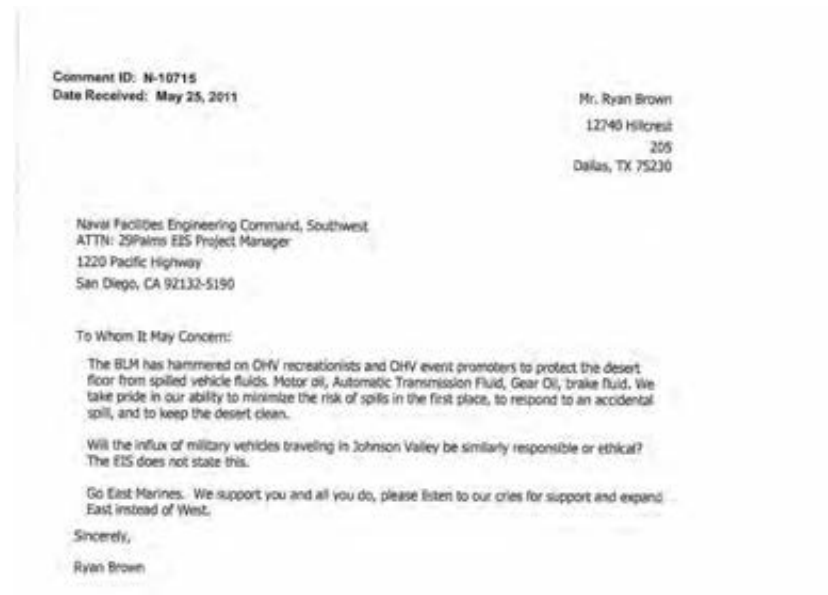 Comment ID: N-10715
Date Received: May 25, 2011
Mr. Ryan Brown
12740 Hillcrest
205
Dallas, TX 75230
Naval Facilities Engineering Command, Southwest
ATTN: 29Palms EIS Project Manager
1220 Pacific Highway
San Diego, CA 92132-5190
To Whom It May Concern:
The BLM has hammered on OHV recreationists and OHV event promoters to protect the desert
floor from spilled vehicle fluids. Motor oil, Automatic Transmission Fluid, Gear Oil, brake fluid. We
take pride in our ability to minimize the risk of spills in the first place, to respond to an accidental
spill, and to keep the desert clean.
Will the influx of military vehicles traveling in Johnson Valley be similarly responsible or ethical?
The EIS does not state this.
Go East Marines. We support you and all you do, please listen to our cries for support and expand
East instead of West.
Sincerely,
Ryan Brown